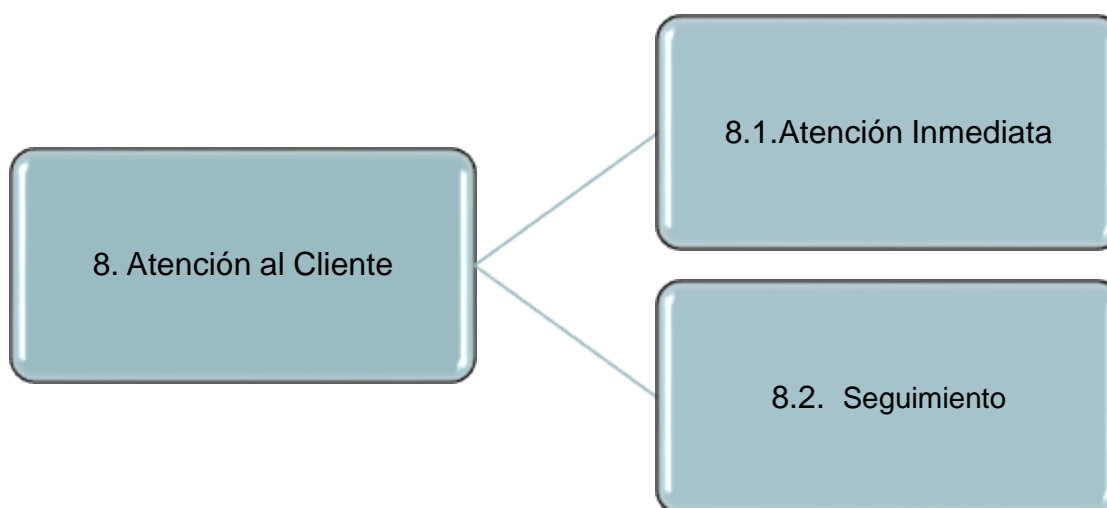 8. Atención al Cliente
8.1.Atención Inmediata
8.2. Seguimiento